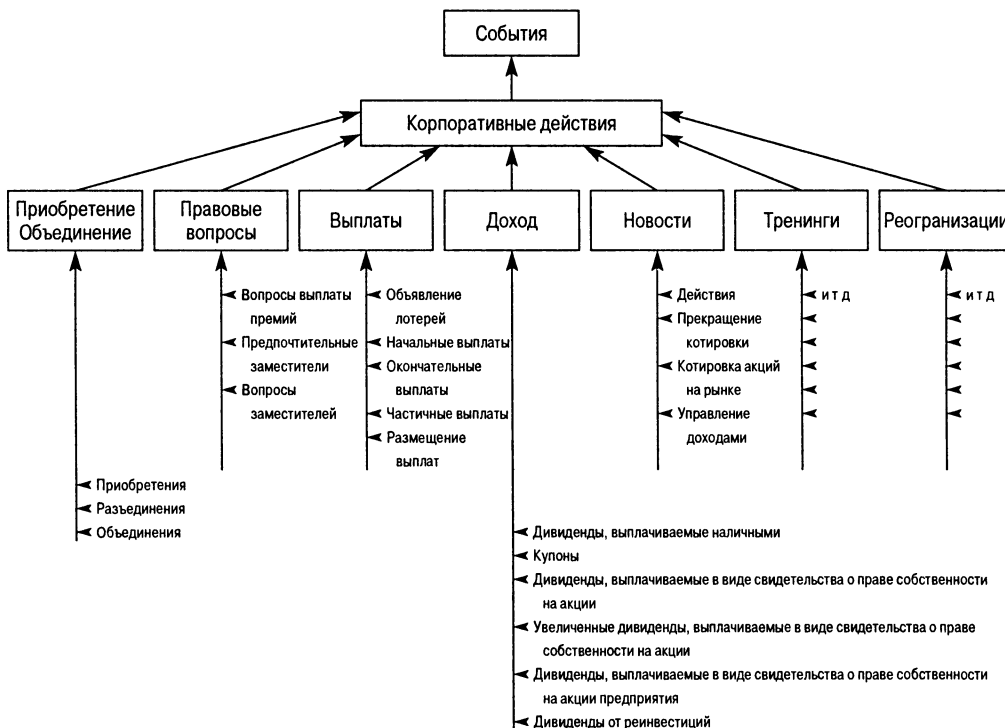 События
Корпоративные действия
Приобретение
Объединение
Правовые
вопросы
Выплаты
Доход
Новости
Тренинги
Реогранизации
Вопросы выплаты
премий
Предпочтительные
заместители
Вопросы
заместителей
Объявление
лотерей
Начальные выплаты
Окончательные
выплаты
Частичные выплаты
Размещение
выплат
Действия
Прекращение
котировки
Котировка акций
на рынке
Управление
доходами
и т д
и т д
Приобретения
Разъединения
Объединения
Дивиденды, выплачиваемые наличными
Купоны
Дивиденды, выплачиваемые в виде свидетельства о праве собственности
на акции
Увеличенные дивиденды, выплачиваемые в виде свидетельства о праве
собственности на акции
Дивиденды, выплачиваемые в виде свидетельства о праве собственности
на акции предприятия
Дивиденды от реинвестиций